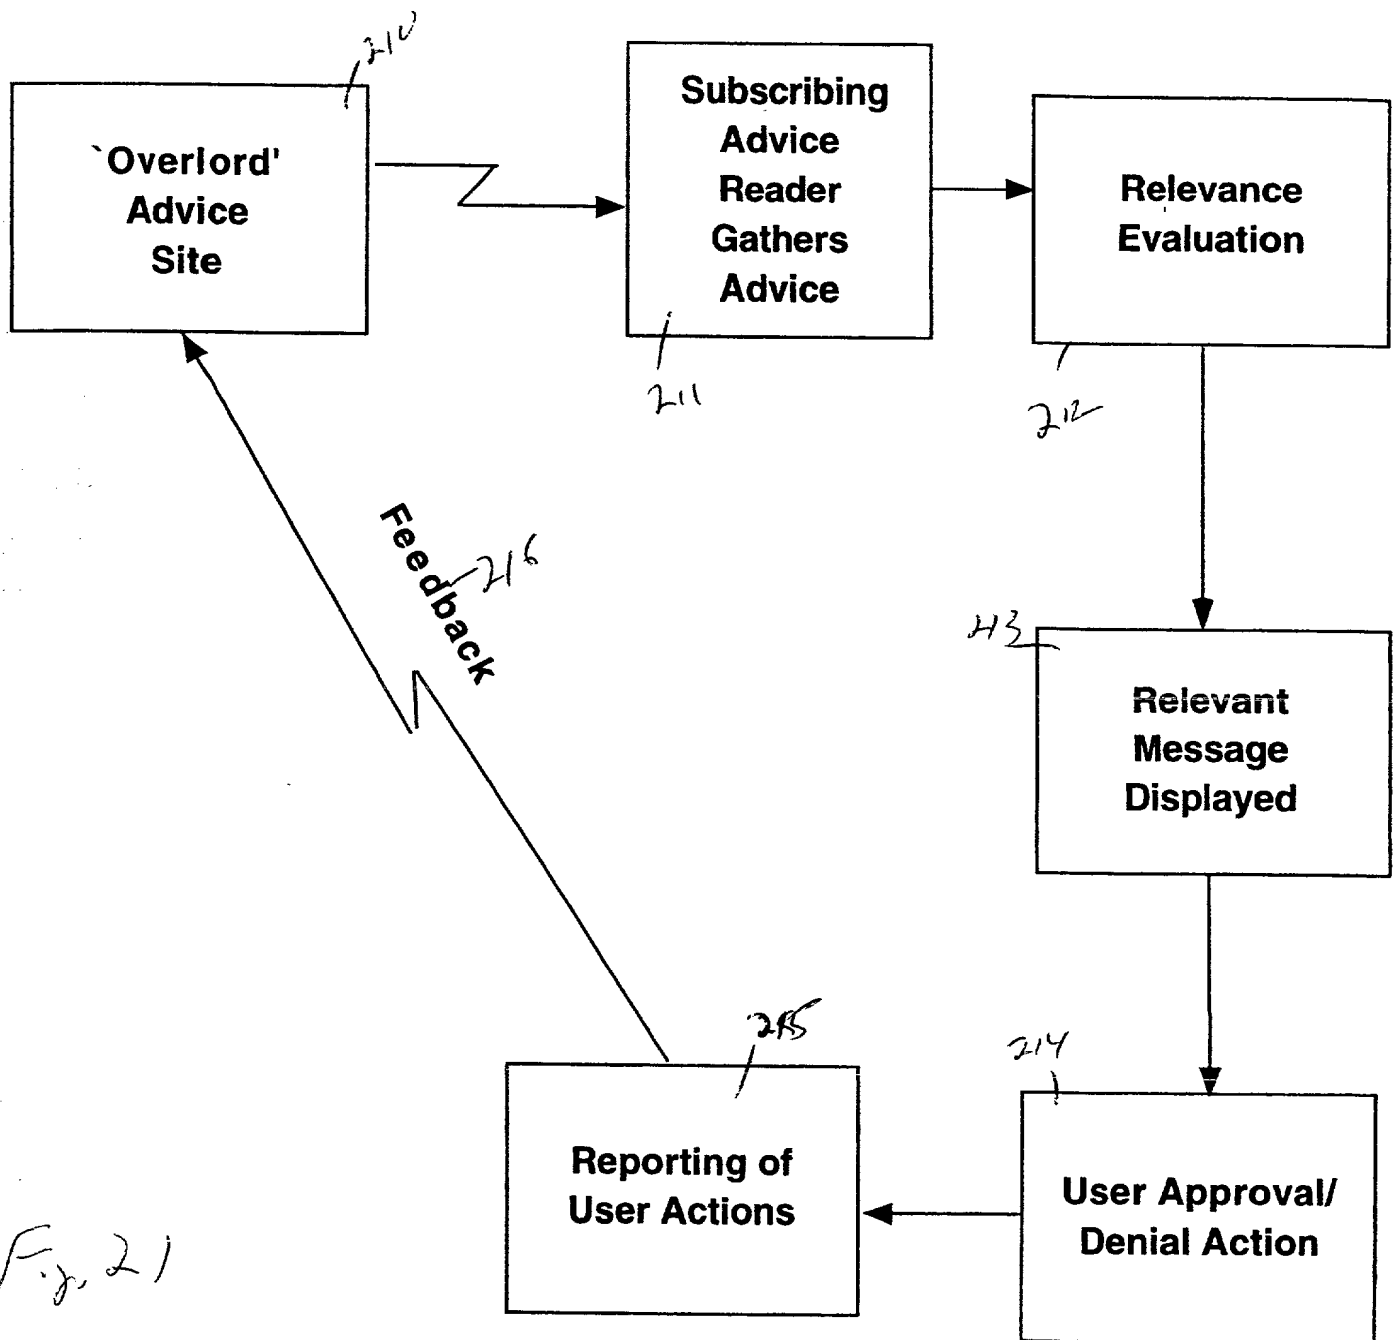 210
`Overlord'
Advice
Site
Subscribing
Advice
Reader
Gathers
Advice
211
Relevance
Evaluation
212
Feedback
216
213
Relevant
Message
Displayed
214
User Approval/
Denial Action
215
Reporting of
User Actions
Fig. 21